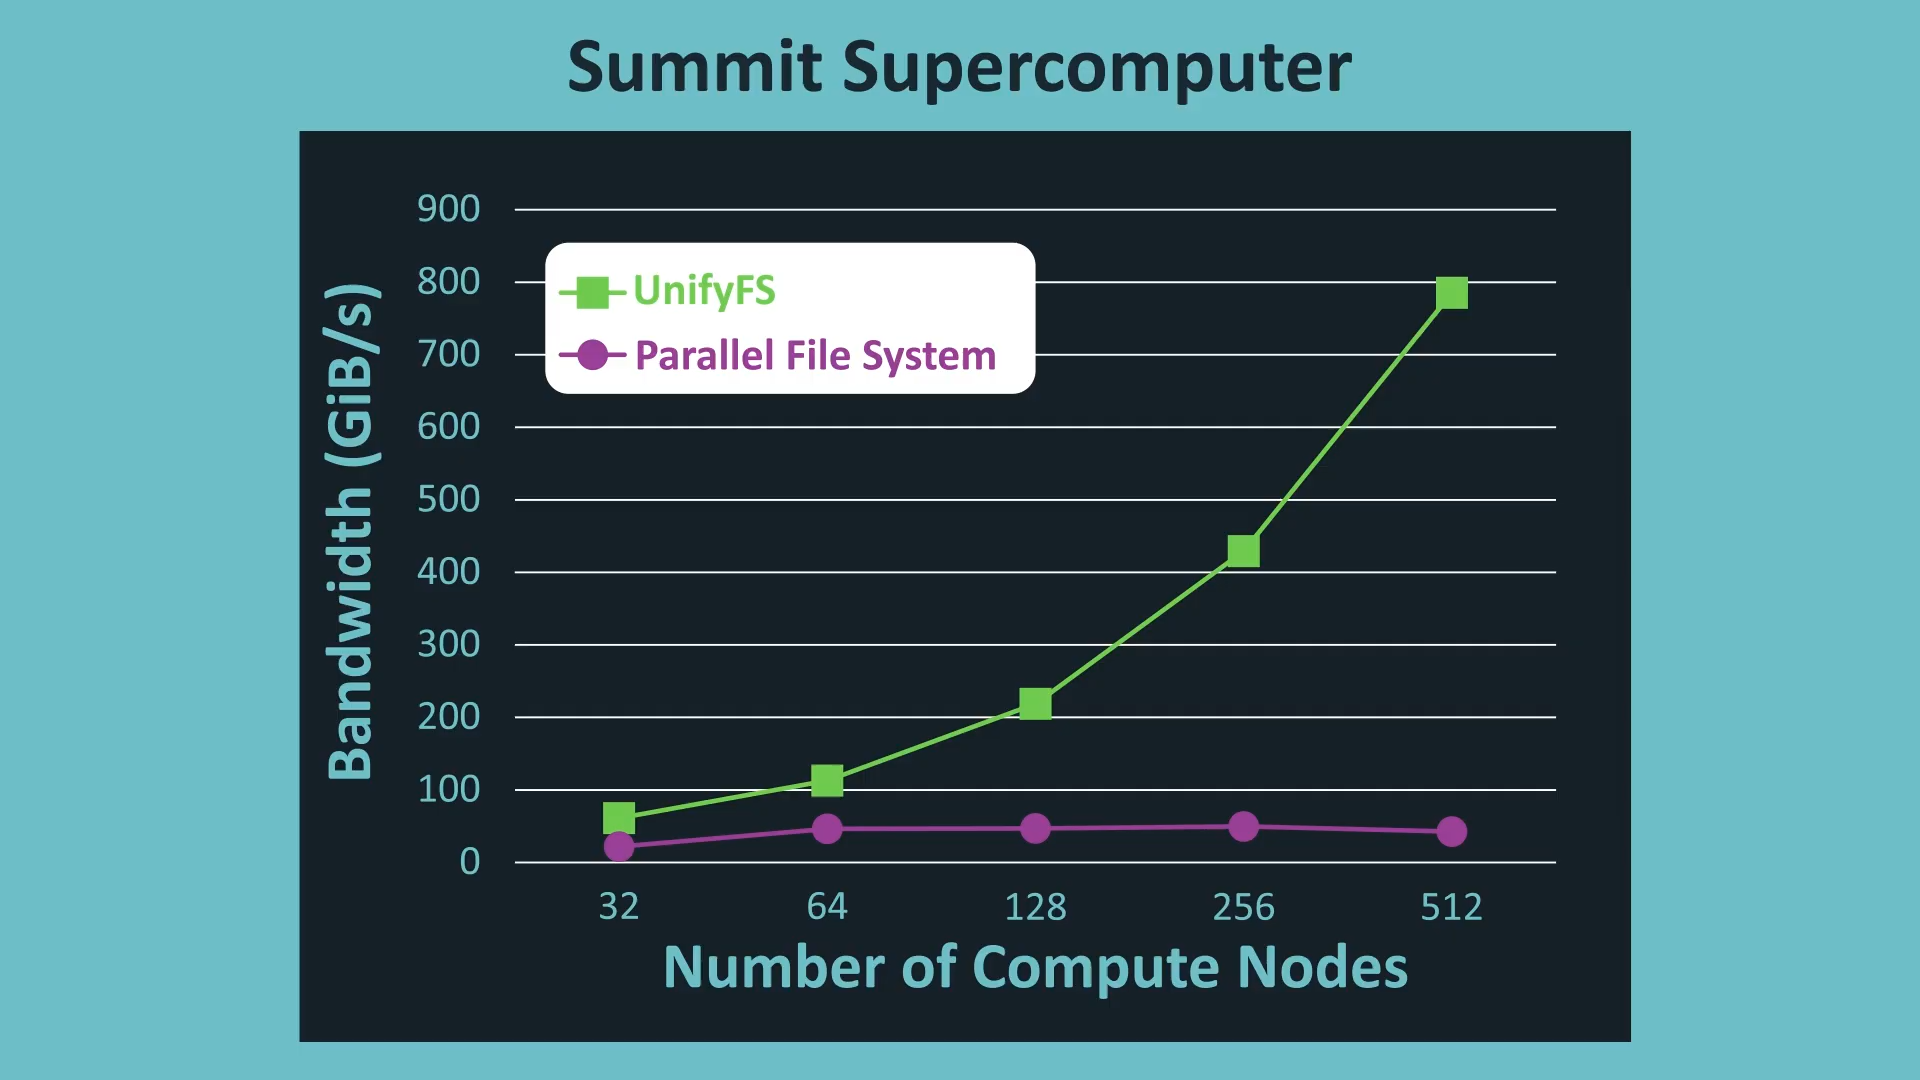 Summit Supercomputer
900
800
700
600
500
400
300
200
100
0
Bandwidth (GiB/s)
UnifyFS
Parallel File System
32 64 128 256 512
Number of Compute Nodes